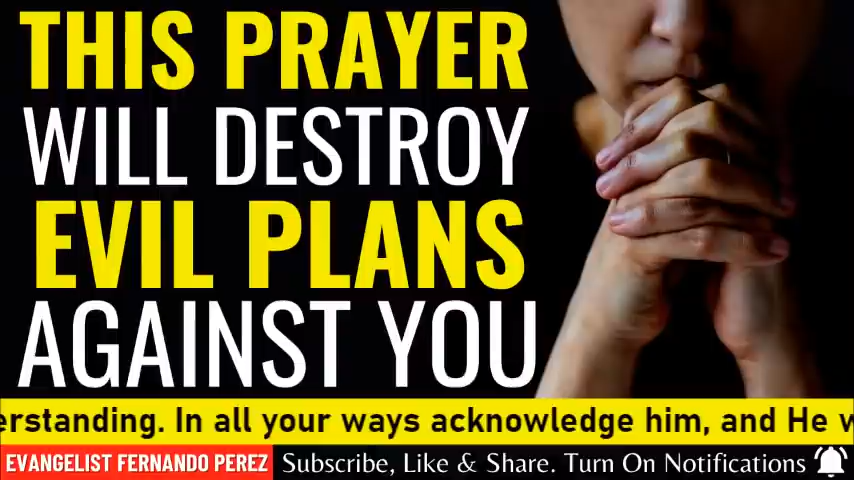 THIS PRAYER
WILL DESTROY
EVIL PLANS
AGAINST YOU
erstanding. In all your ways acknowledge him, and He w
EVANGELIST FERNANDO PEREZ Subscribe, Like & Share. Turn On Notifications